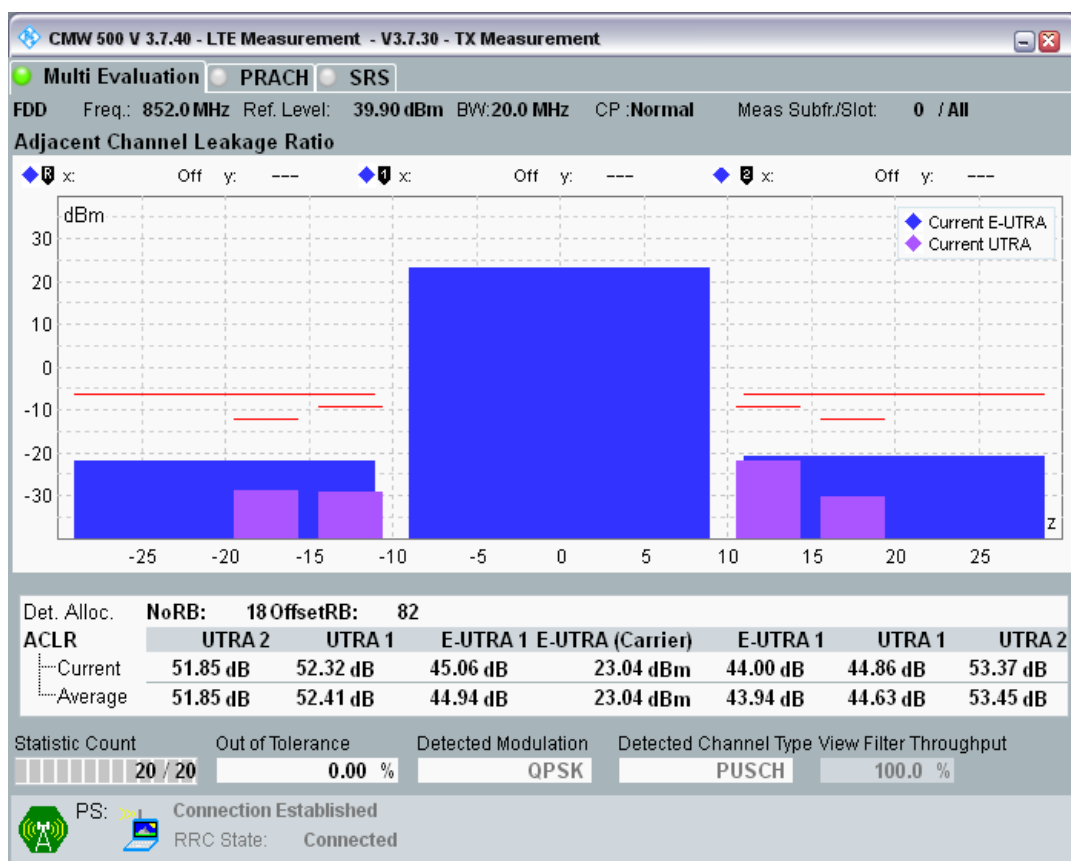 CMW 500 V 3.7.40 - LTE Measurement - V3.7.30 - TX Measurement
Multi Evaluation PRACH SRS
FDD Freq.: 852.0 MHz Ref. Level: 39.90 dBm BW:20.0 MHz CP :Normal Meas Subfr./Slot: 0 / All
Adjacent Channel Leakage Ratio
R x: Off y: --- 1 x: Off y: --- 2 x: Off y: ---
dBm
Current E-UTRA
Current UTRA
30
20
10
0
-10
-20
-30
z
-25 -20 -15 -10 -5 0 5 10 15 20 25
Det. Alloc. NoRB: 18 OffsetRB: 82
ACLR UTRA 2 UTRA 1 E-UTRA 1 E-UTRA (Carrier) E-UTRA 1 UTRA 1 UTRA 2
Current 51.85 dB 52.32 dB 45.06 dB 23.04 dBm 44.00 dB 44.86 dB 53.37 dB
Average 51.85 dB 52.41 dB 44.94 dB 23.04 dBm 43.94 dB 44.63 dB 53.45 dB
Statistic Count Out of Tolerance Detected Modulation Detected Channel Type View Filter Throughput
20 / 20 0.00 % QPSK PUSCH 100.0 %
PS: Connection Established
RRC State: Connected